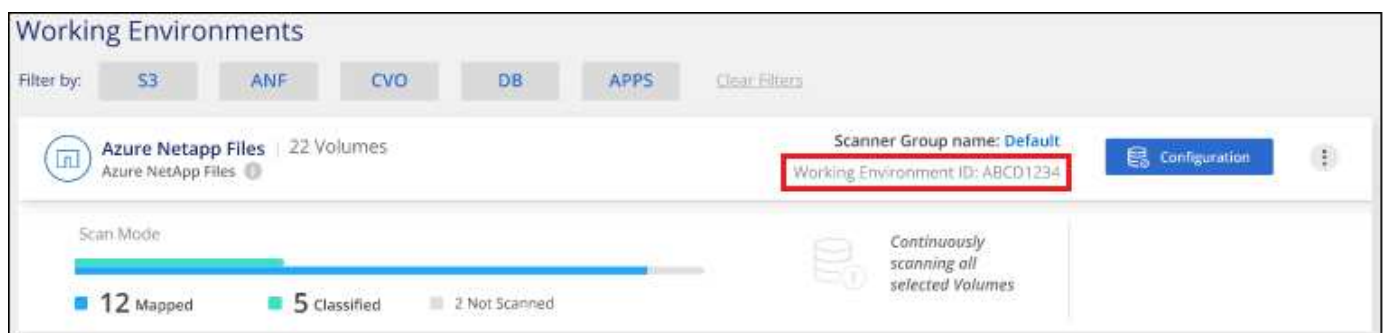 Working Environments
Filter by: S3 ANF CVO DB APPS Clear Filters
Azure Netapp Files | 22 Volumes
Azure NetApp Files
Scanner Group name: Default
Working Environment ID: ABCD1234
Configuration
Scan Mode
12 Mapped 5 Classified 2 Not Scanned
Continuously
scanning all
selected Volumes